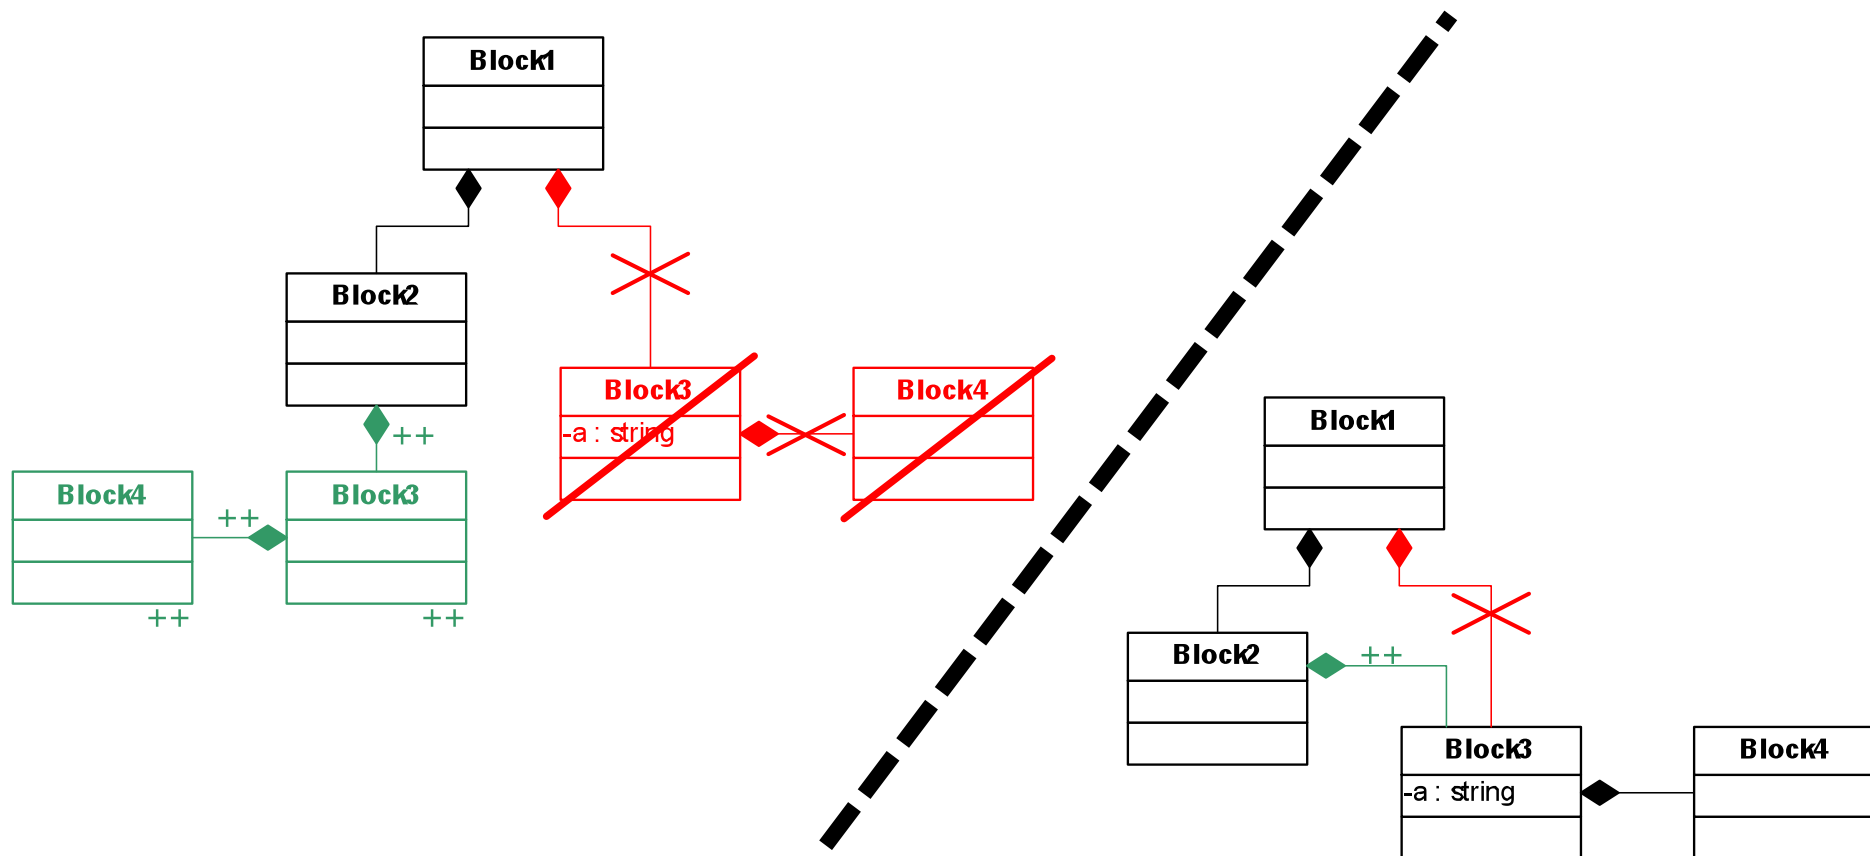 Block1
Block2
++
Block3
-a : string
Block4
Block4
++
Block3
++
++
Block1
Block2
++
Block3
-a : string
Block4